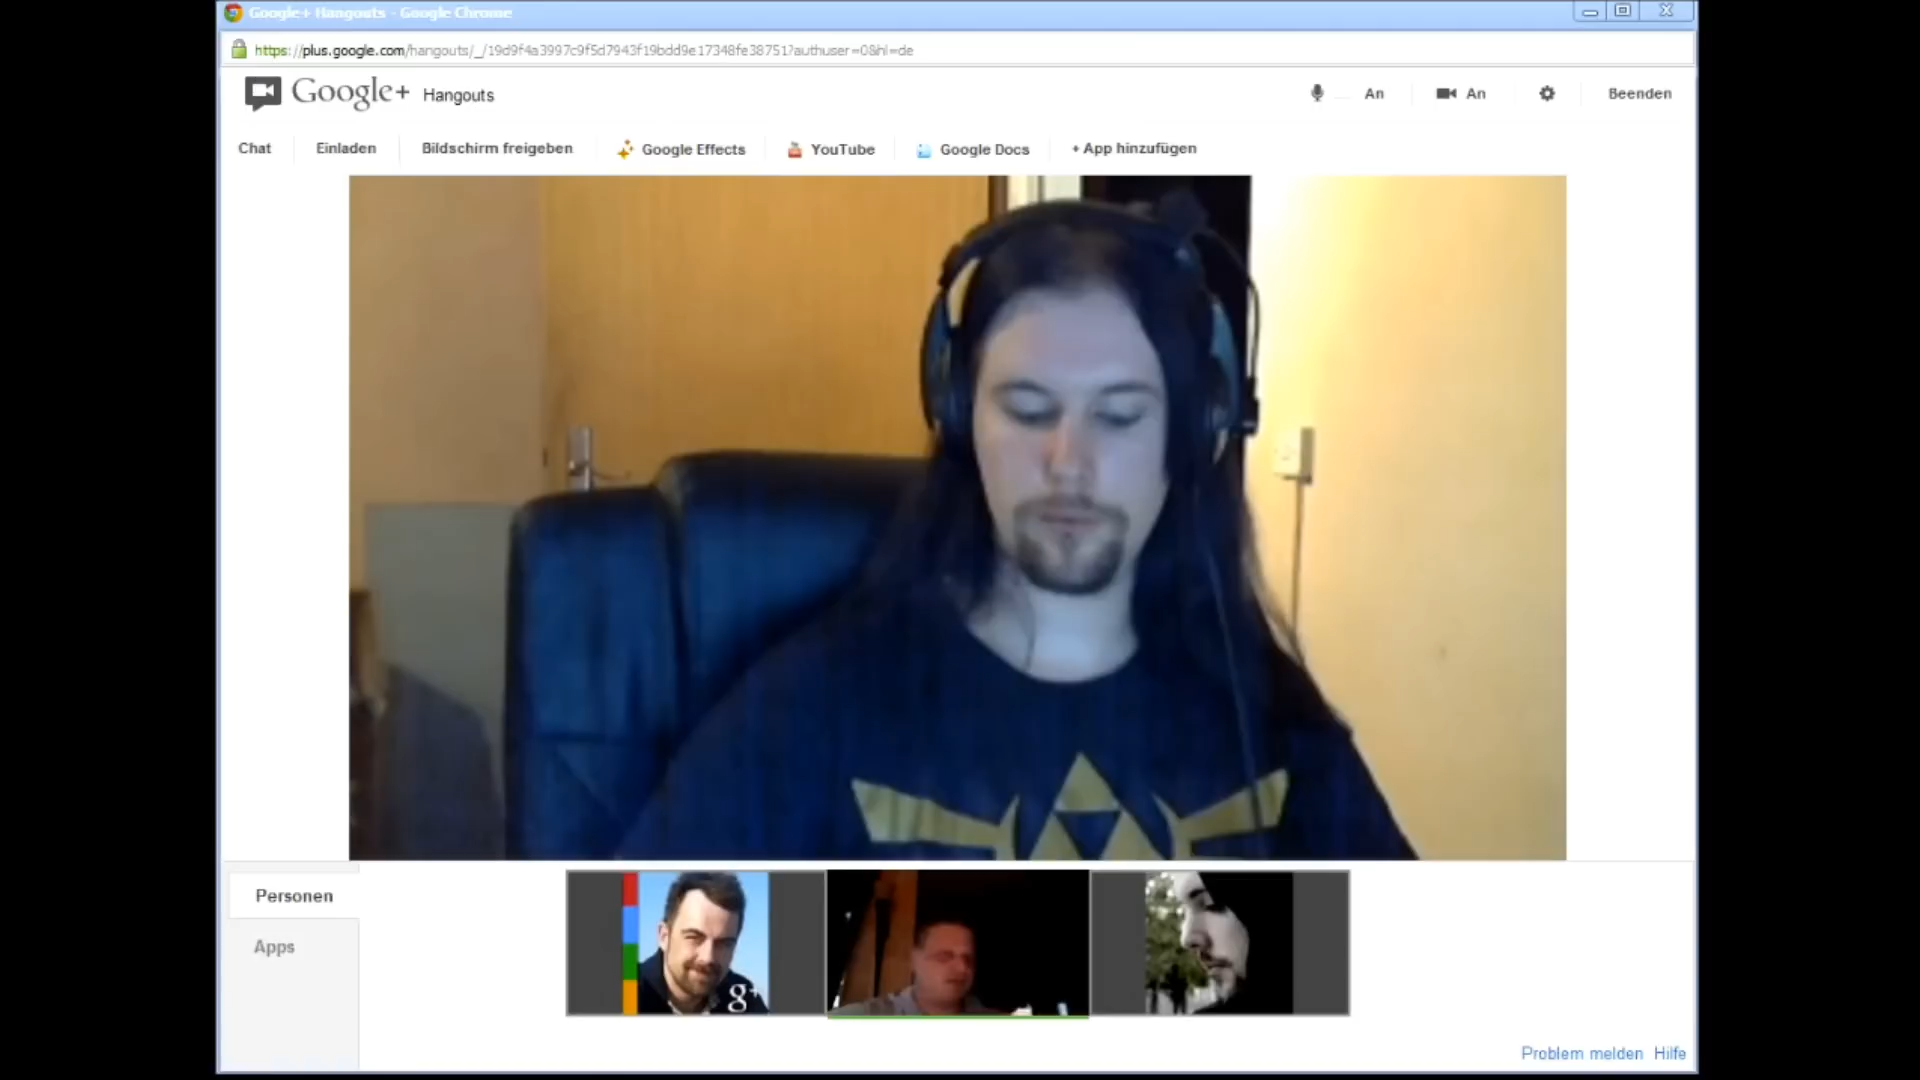 Google+ Hangouts - Google Chrome
https://plus.google.com/hangouts/_/19d9f4a3997c9f5d7943f19bdd9e17348fe38751?authuser=0&hl=de
Google+ Hangouts An An Beenden
Chat Einladen Bildschirm freigeben Google Effects YouTube Google Docs + App hinzufügen
Personen
Apps
g+
Problem melden Hilfe